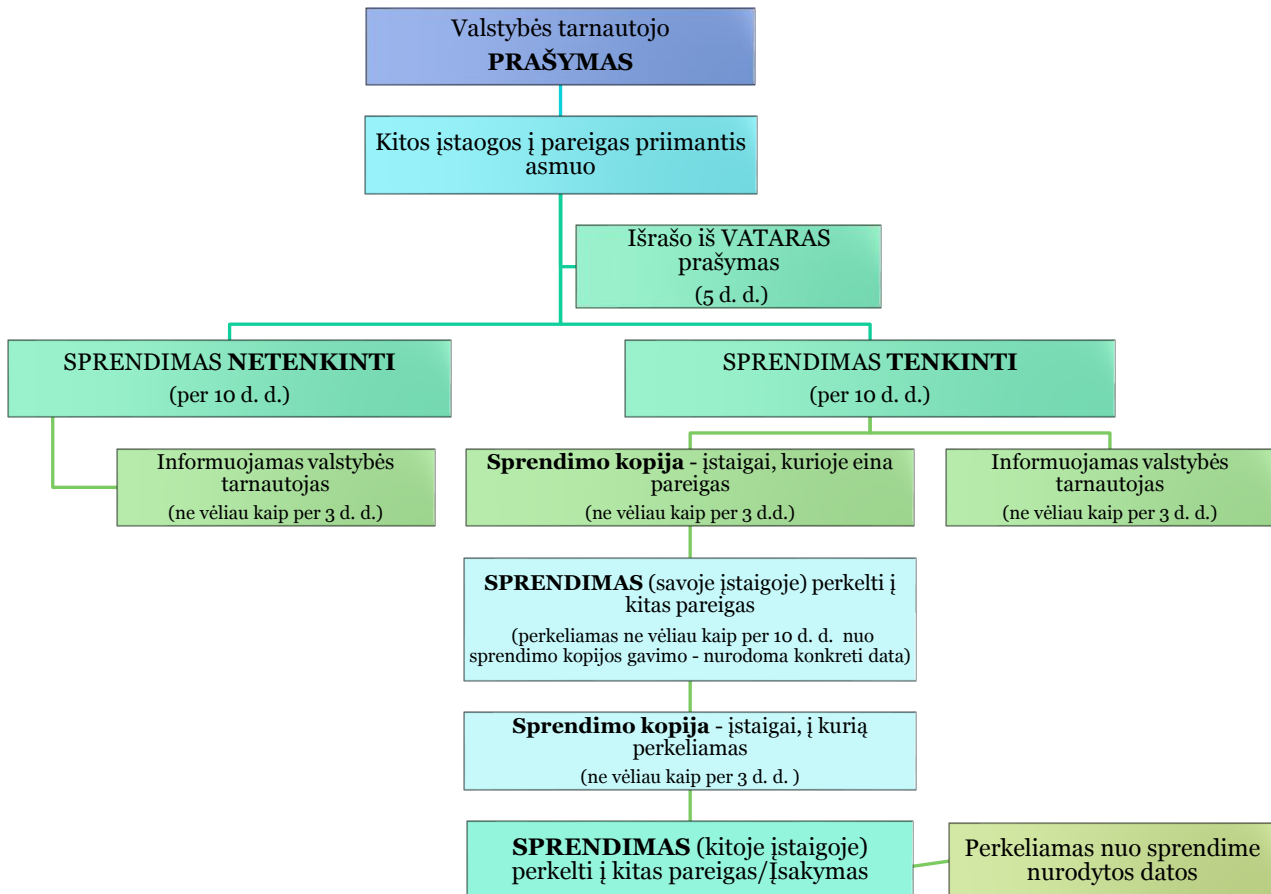 Valstybės tarnautojo
PRAŠYMAS
Kitos įstaogos į pareigas priimantis
asmuo
Išrašo iš VATARAS
prašymas
(5 d. d.)
SPRENDIMAS NETENKINTI
(per 10 d. d.)
SPRENDIMAS TENKINTI
(per 10 d. d.)
Informuojamas valstybės
tarnautojas
(ne vėliau kaip per 3 d. d.)
Sprendimo kopija - įstaigai, kurioje eina
pareigas
(ne vėliau kaip per 3 d.d.)
Informuojamas valstybės
tarnautojas
(ne vėliau kaip per 3 d. d.)
SPRENDIMAS (savoje įstaigoje) perkelti į
kitas pareigas
(perkeliamas ne vėliau kaip per 10 d. d. nuo
sprendimo kopijos gavimo - nurodoma konkreti data)
Sprendimo kopija - įstaigai, į kurią
perkeliamas
(ne vėliau kaip per 3 d. d. )
SPRENDIMAS (kitoje įstaigoje)
perkelti į kitas pareigas/Įsakymas
Perkeliamas nuo sprendime
nurodytos datos